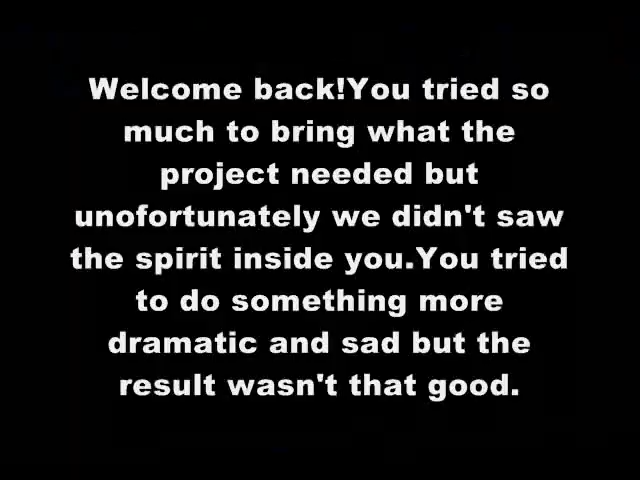 Welcome back!You tried so
much to bring what the
project needed but
unofortunately we didn't saw
the spirit inside you.You tried
to do something more
dramatic and sad but the
result wasn't that good.